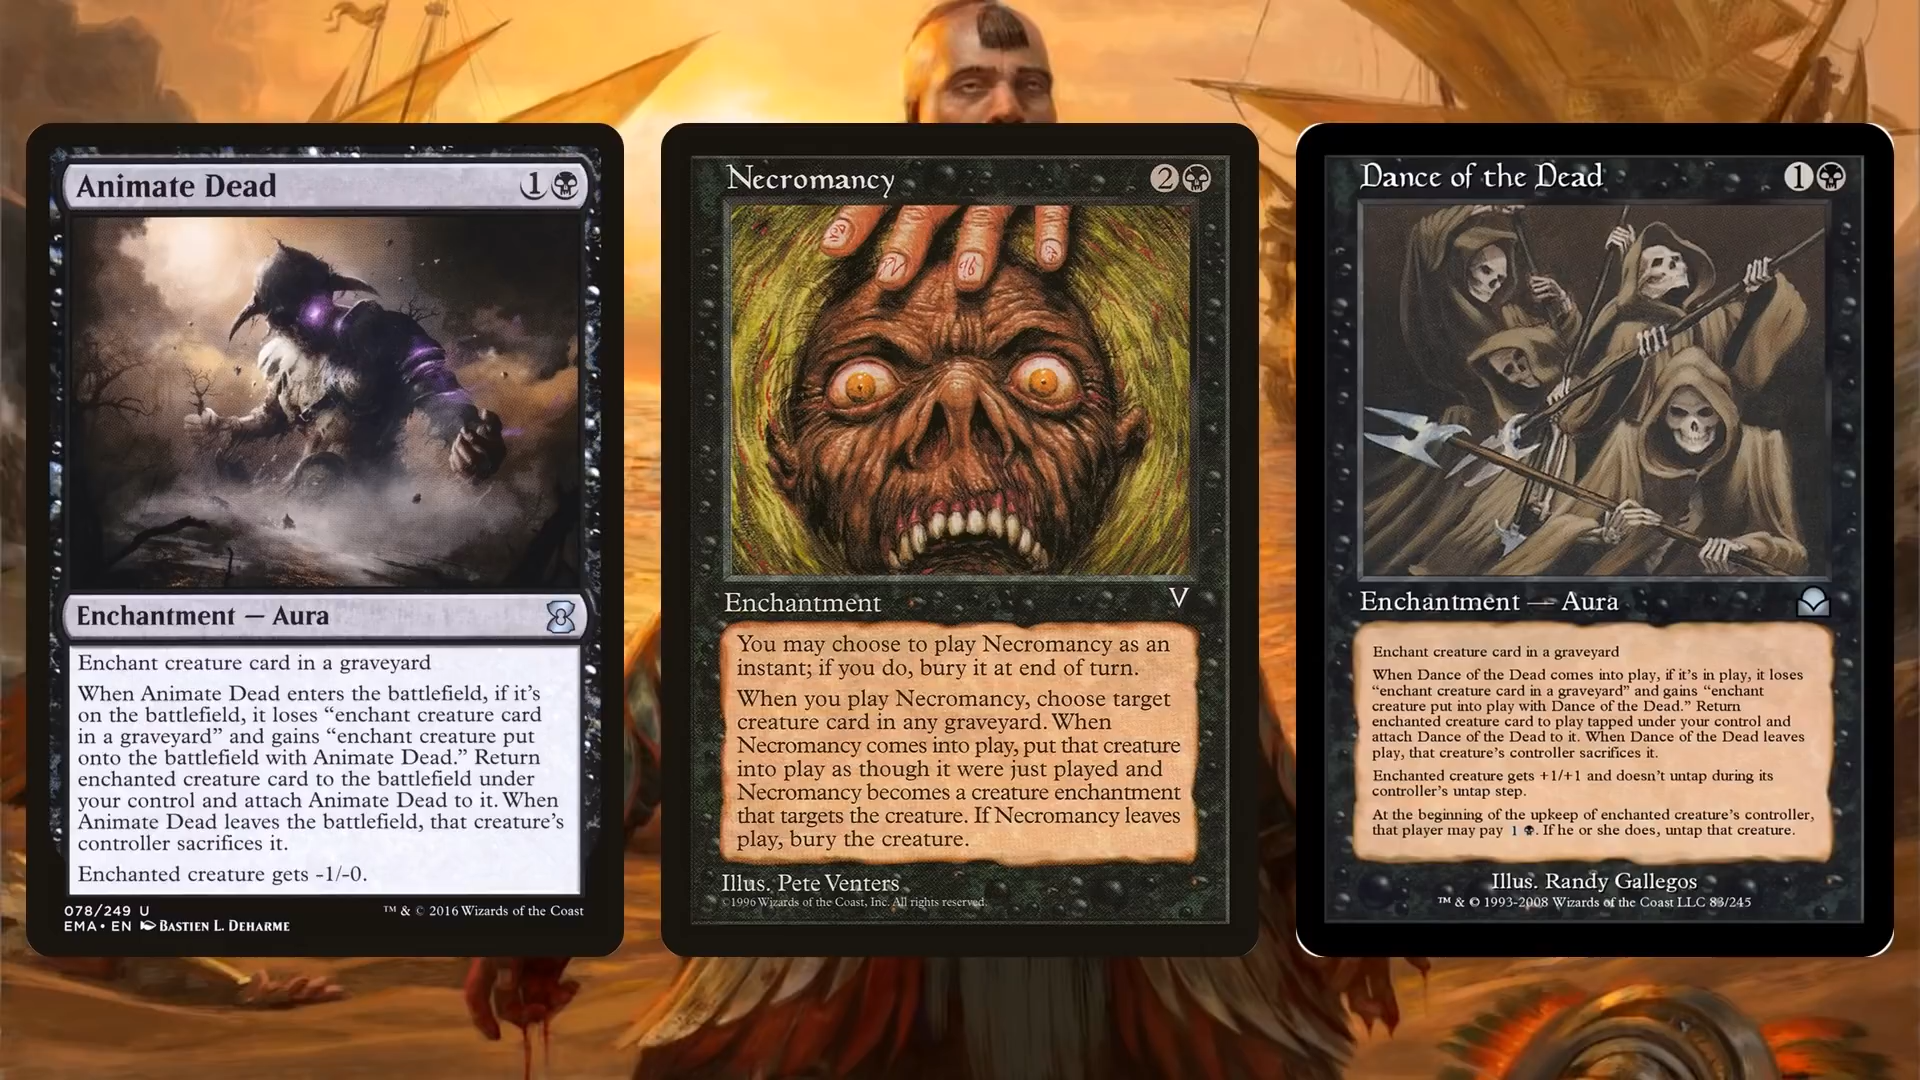 Animate Dead
1
Enchantment — Aura
Enchant creature card in a graveyard
When Animate Dead enters the battlefield, if it's
on the battlefield, it loses “enchant creature card
in a graveyard” and gains “enchant creature put
onto the battlefield with Animate Dead.” Return
enchanted creature card to the battlefield under
your control and attach Animate Dead to it. When
Animate Dead leaves the battlefield, that creature's
controller sacrifices it.
Enchanted creature gets -1/-0.
078/249 U
™ & © 2016 Wizards of the Coast
EMA • EN BASTIEN L. DEHARME
Necromancy
2
Enchantment
V
You may choose to play Necromancy as an
instant; if you do, bury it at end of turn.
When you play Necromancy, choose target
creature card in any graveyard. When
Necromancy comes into play, put that creature
into play as though it were just played and
Necromancy becomes a creature enchantment
that targets the creature. If Necromancy leaves
play, bury the creature.
Illus. Pete Venters
©1996 Wizards of the Coast, Inc. All rights reserved.
Dance of the Dead
1
Enchantment — Aura
Enchant creature card in a graveyard
When Dance of the Dead comes into play, if it's in play, it loses
“enchant creature card in a graveyard” and gains “enchant
creature put into play with Dance of the Dead.” Return
enchanted creature card to play tapped under your control and
attach Dance of the Dead to it. When Dance of the Dead leaves
play, that creature's controller sacrifices it.
Enchanted creature gets +1/+1 and doesn't untap during its
controller's untap step.
At the beginning of the upkeep of enchanted creature's controller,
that player may pay 1 . If he or she does, untap that creature.
Illus. Randy Gallegos
™ & © 1993-2008 Wizards of the Coast LLC 83/245